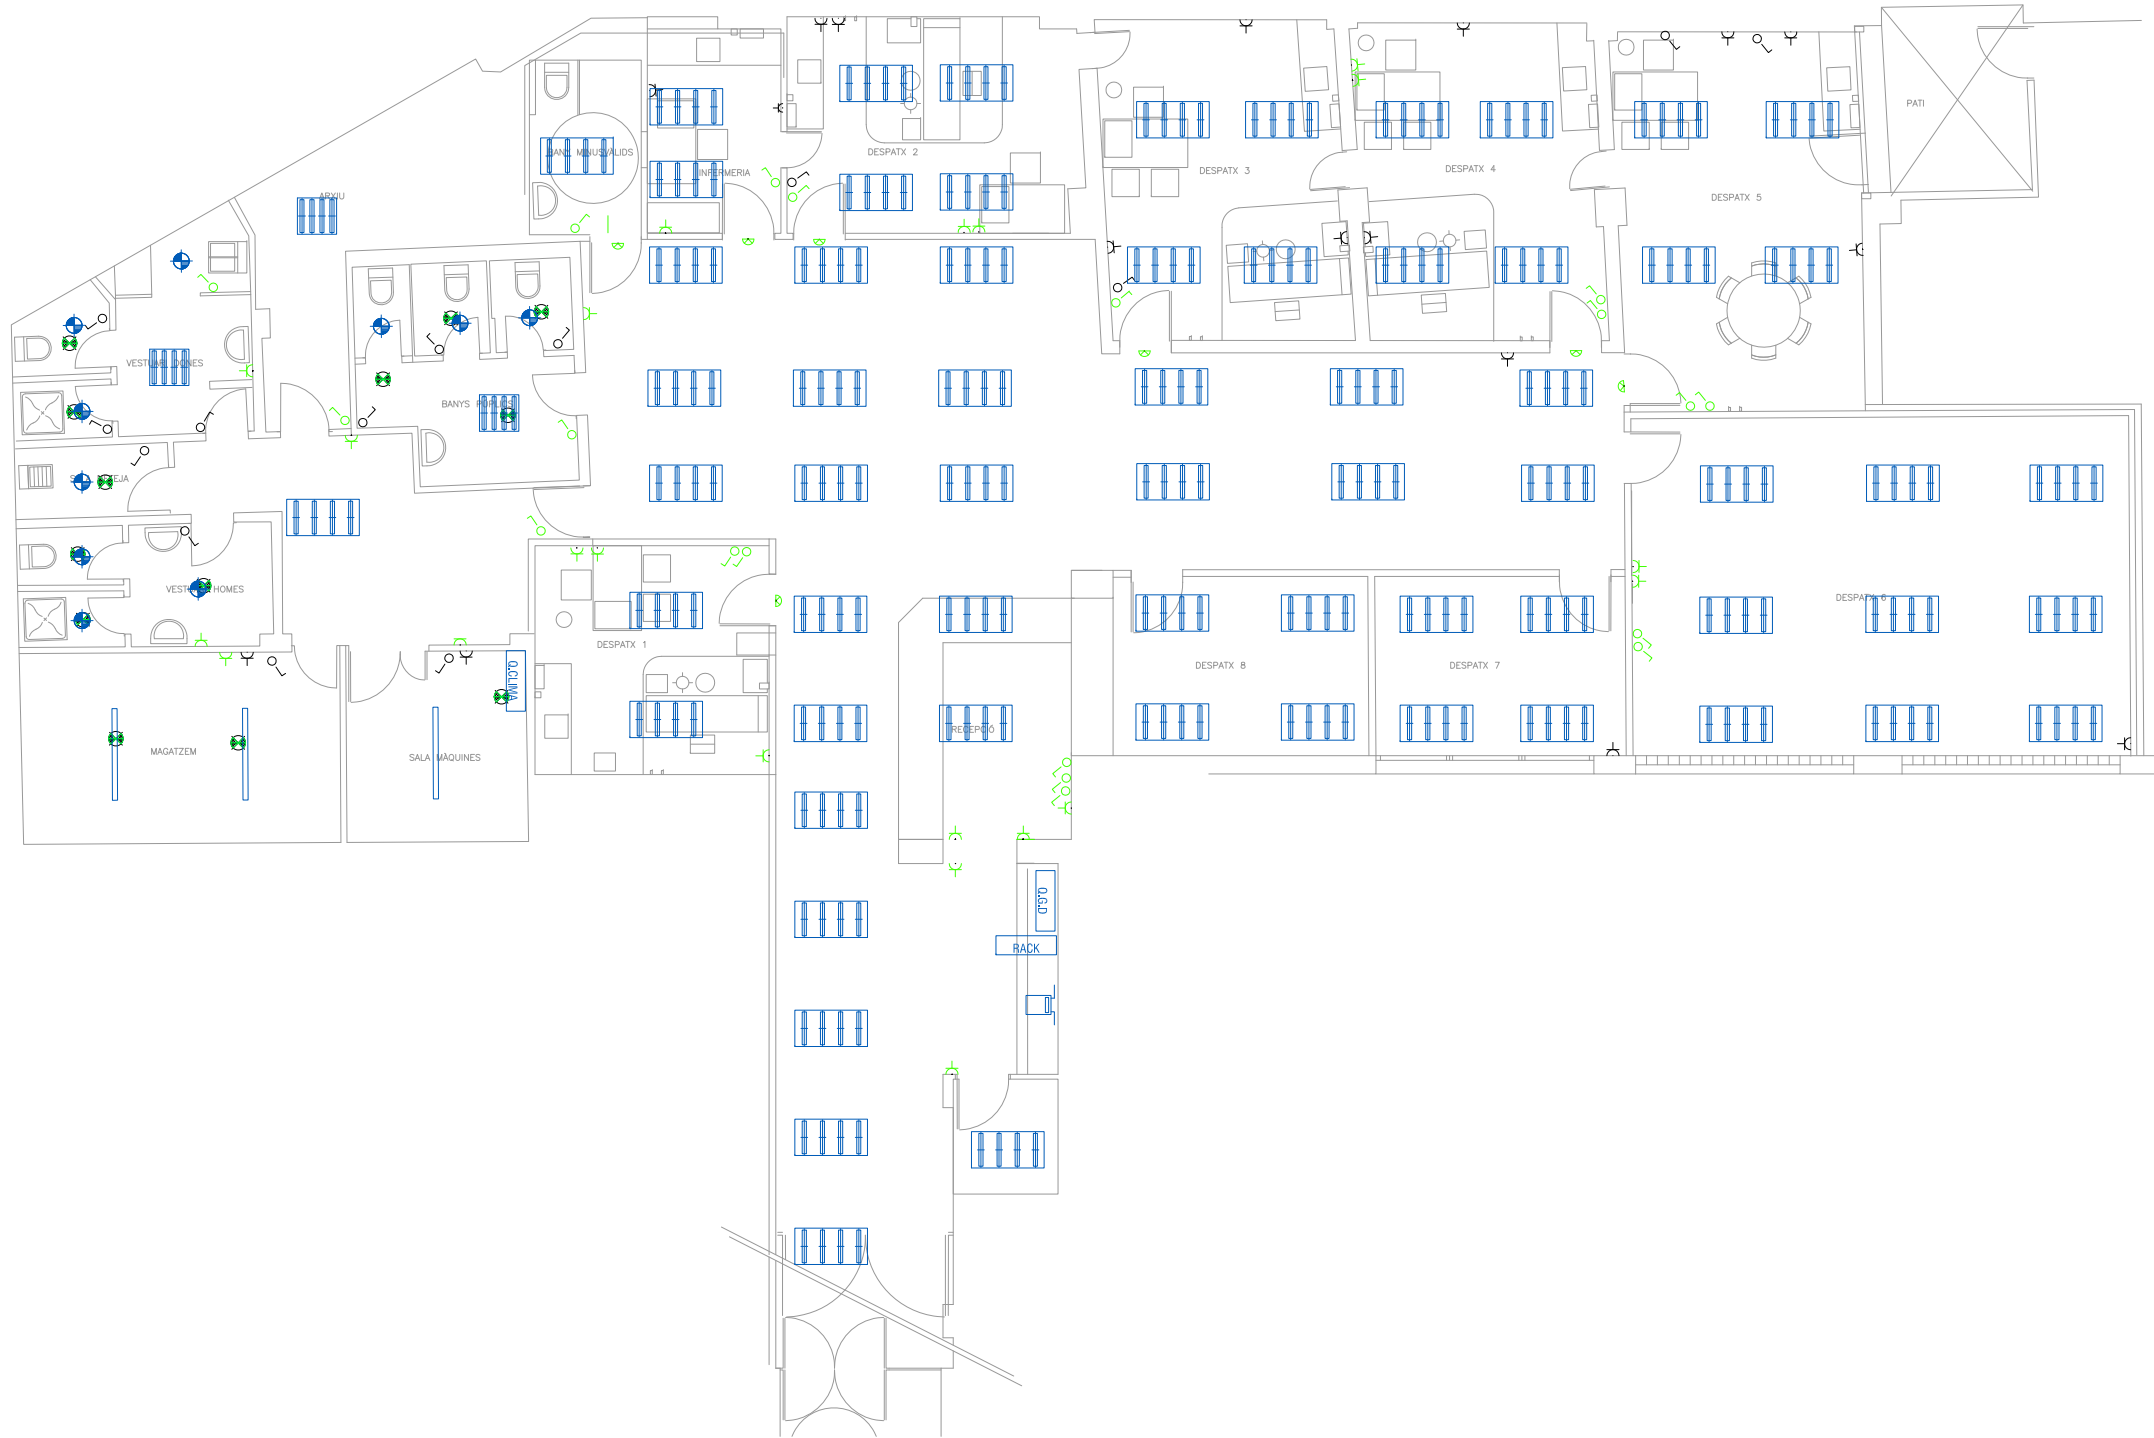 PATI
BANY MINUSVÀLIDS
DESPATX 2
INFERMERIA
DESPATX 3
DESPATX 4
ARXIU
DESPATX 5
VESTUARI DONES
BANYS PÚBLICS
VESTUARI HOMES
DESPATX 6
DESPATX 1
DESPATX 8
DESPATX 7
Q.CLIMA
RECEPCIÓ
MAGATZEM
SALA MÀQUINES
Q.G.D
RACK